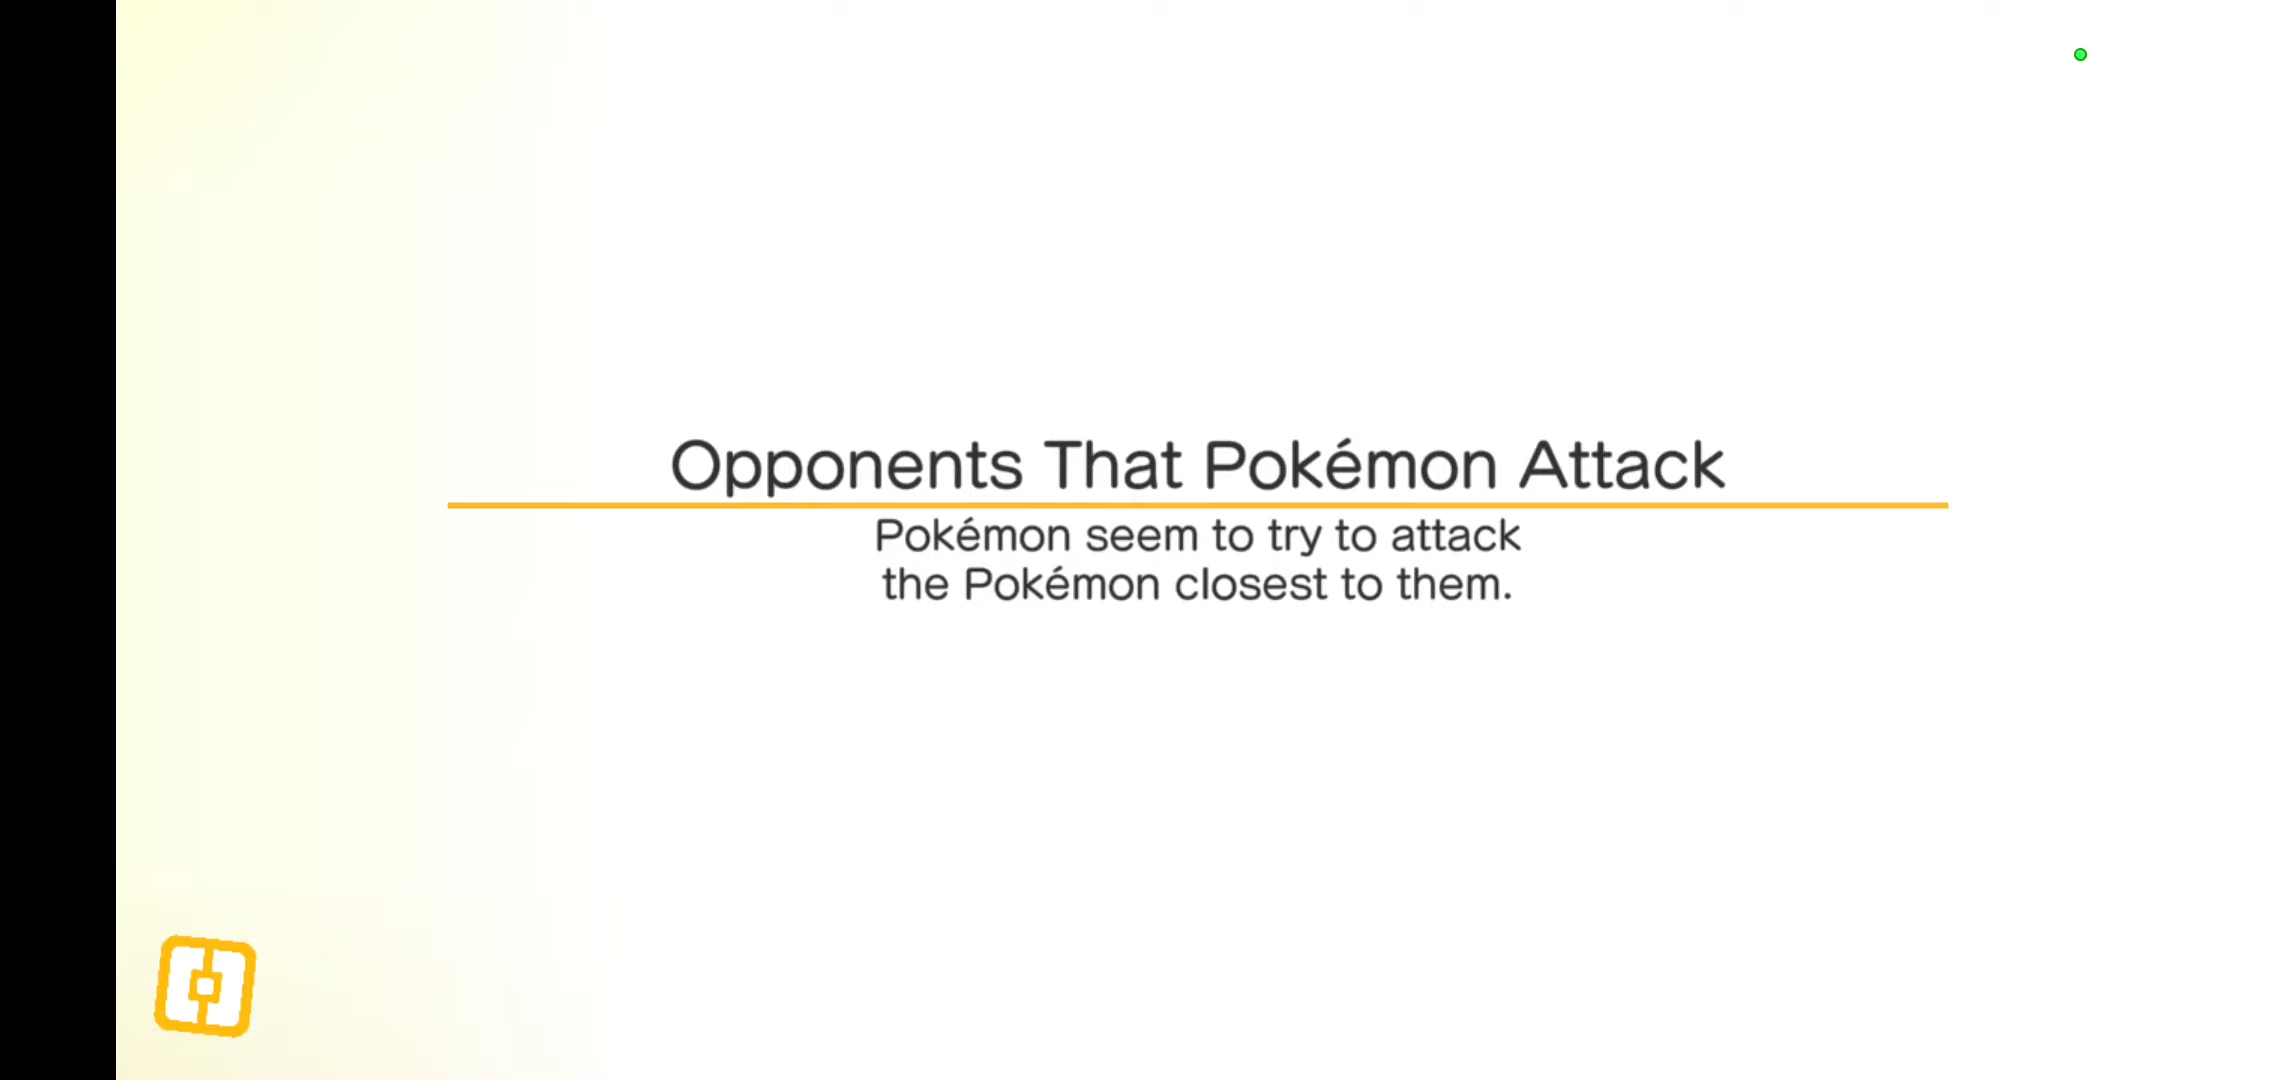 Opponents That Pokémon Attack
Pokémon seem to try to attack
the Pokémon closest to them.